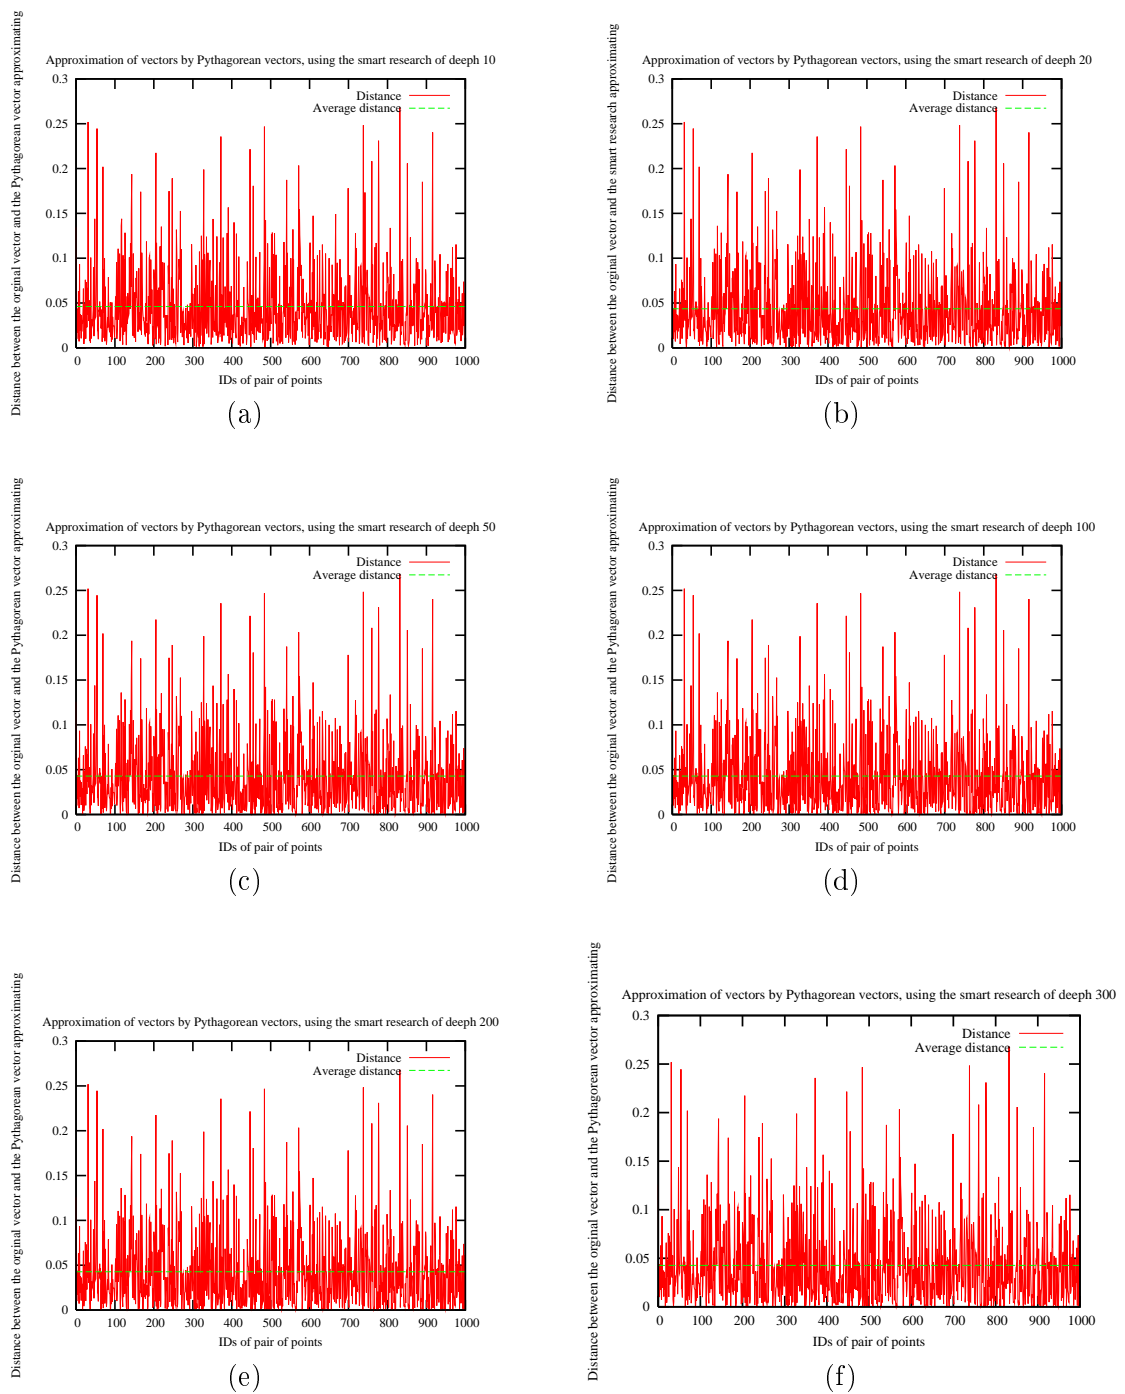 Approximation of vectors by Pythagorean vectors, using the smart research of deeph 10
Distance between the orginal vector and the Pythagorean vector approximating
0.3
0.25
0.2
0.15
0.1
0.05
0
Distance
Average distance
0 100 200 300 400 500 600 700 800 900 1000
IDs of pair of points
(a)
Approximation of vectors by Pythagorean vectors, using the smart research of deeph 20
Distance between the orginal vector and the smart research approximating
0.3
0.25
0.2
0.15
0.1
0.05
0
Distance
Average distance
0 100 200 300 400 500 600 700 800 900 1000
IDs of pair of points
(b)
Approximation of vectors by Pythagorean vectors, using the smart research of deeph 50
Distance between the orginal vector and the Pythagorean vector approximating
0.3
0.25
0.2
0.15
0.1
0.05
0
Distance
Average distance
0 100 200 300 400 500 600 700 800 900 1000
IDs of pair of points
(c)
Approximation of vectors by Pythagorean vectors, using the smart research of deeph 100
Distance between the orginal vector and the Pythagorean vector approximating
0.3
0.25
0.2
0.15
0.1
0.05
0
Distance
Average distance
0 100 200 300 400 500 600 700 800 900 1000
IDs of pair of points
(d)
Approximation of vectors by Pythagorean vectors, using the smart research of deeph 200
Distance between the orginal vector and the Pythagorean vector approximating
0.3
0.25
0.2
0.15
0.1
0.05
0
Distance
Average distance
0 100 200 300 400 500 600 700 800 900 1000
IDs of pair of points
(e)
Approximation of vectors by Pythagorean vectors, using the smart research of deeph 300
Distance between the orginal vector and the Pythagorean vector approximating
0.3
0.25
0.2
0.15
0.1
0.05
0
Distance
Average distance
0 100 200 300 400 500 600 700 800 900 1000
IDs of pair of points
(f)